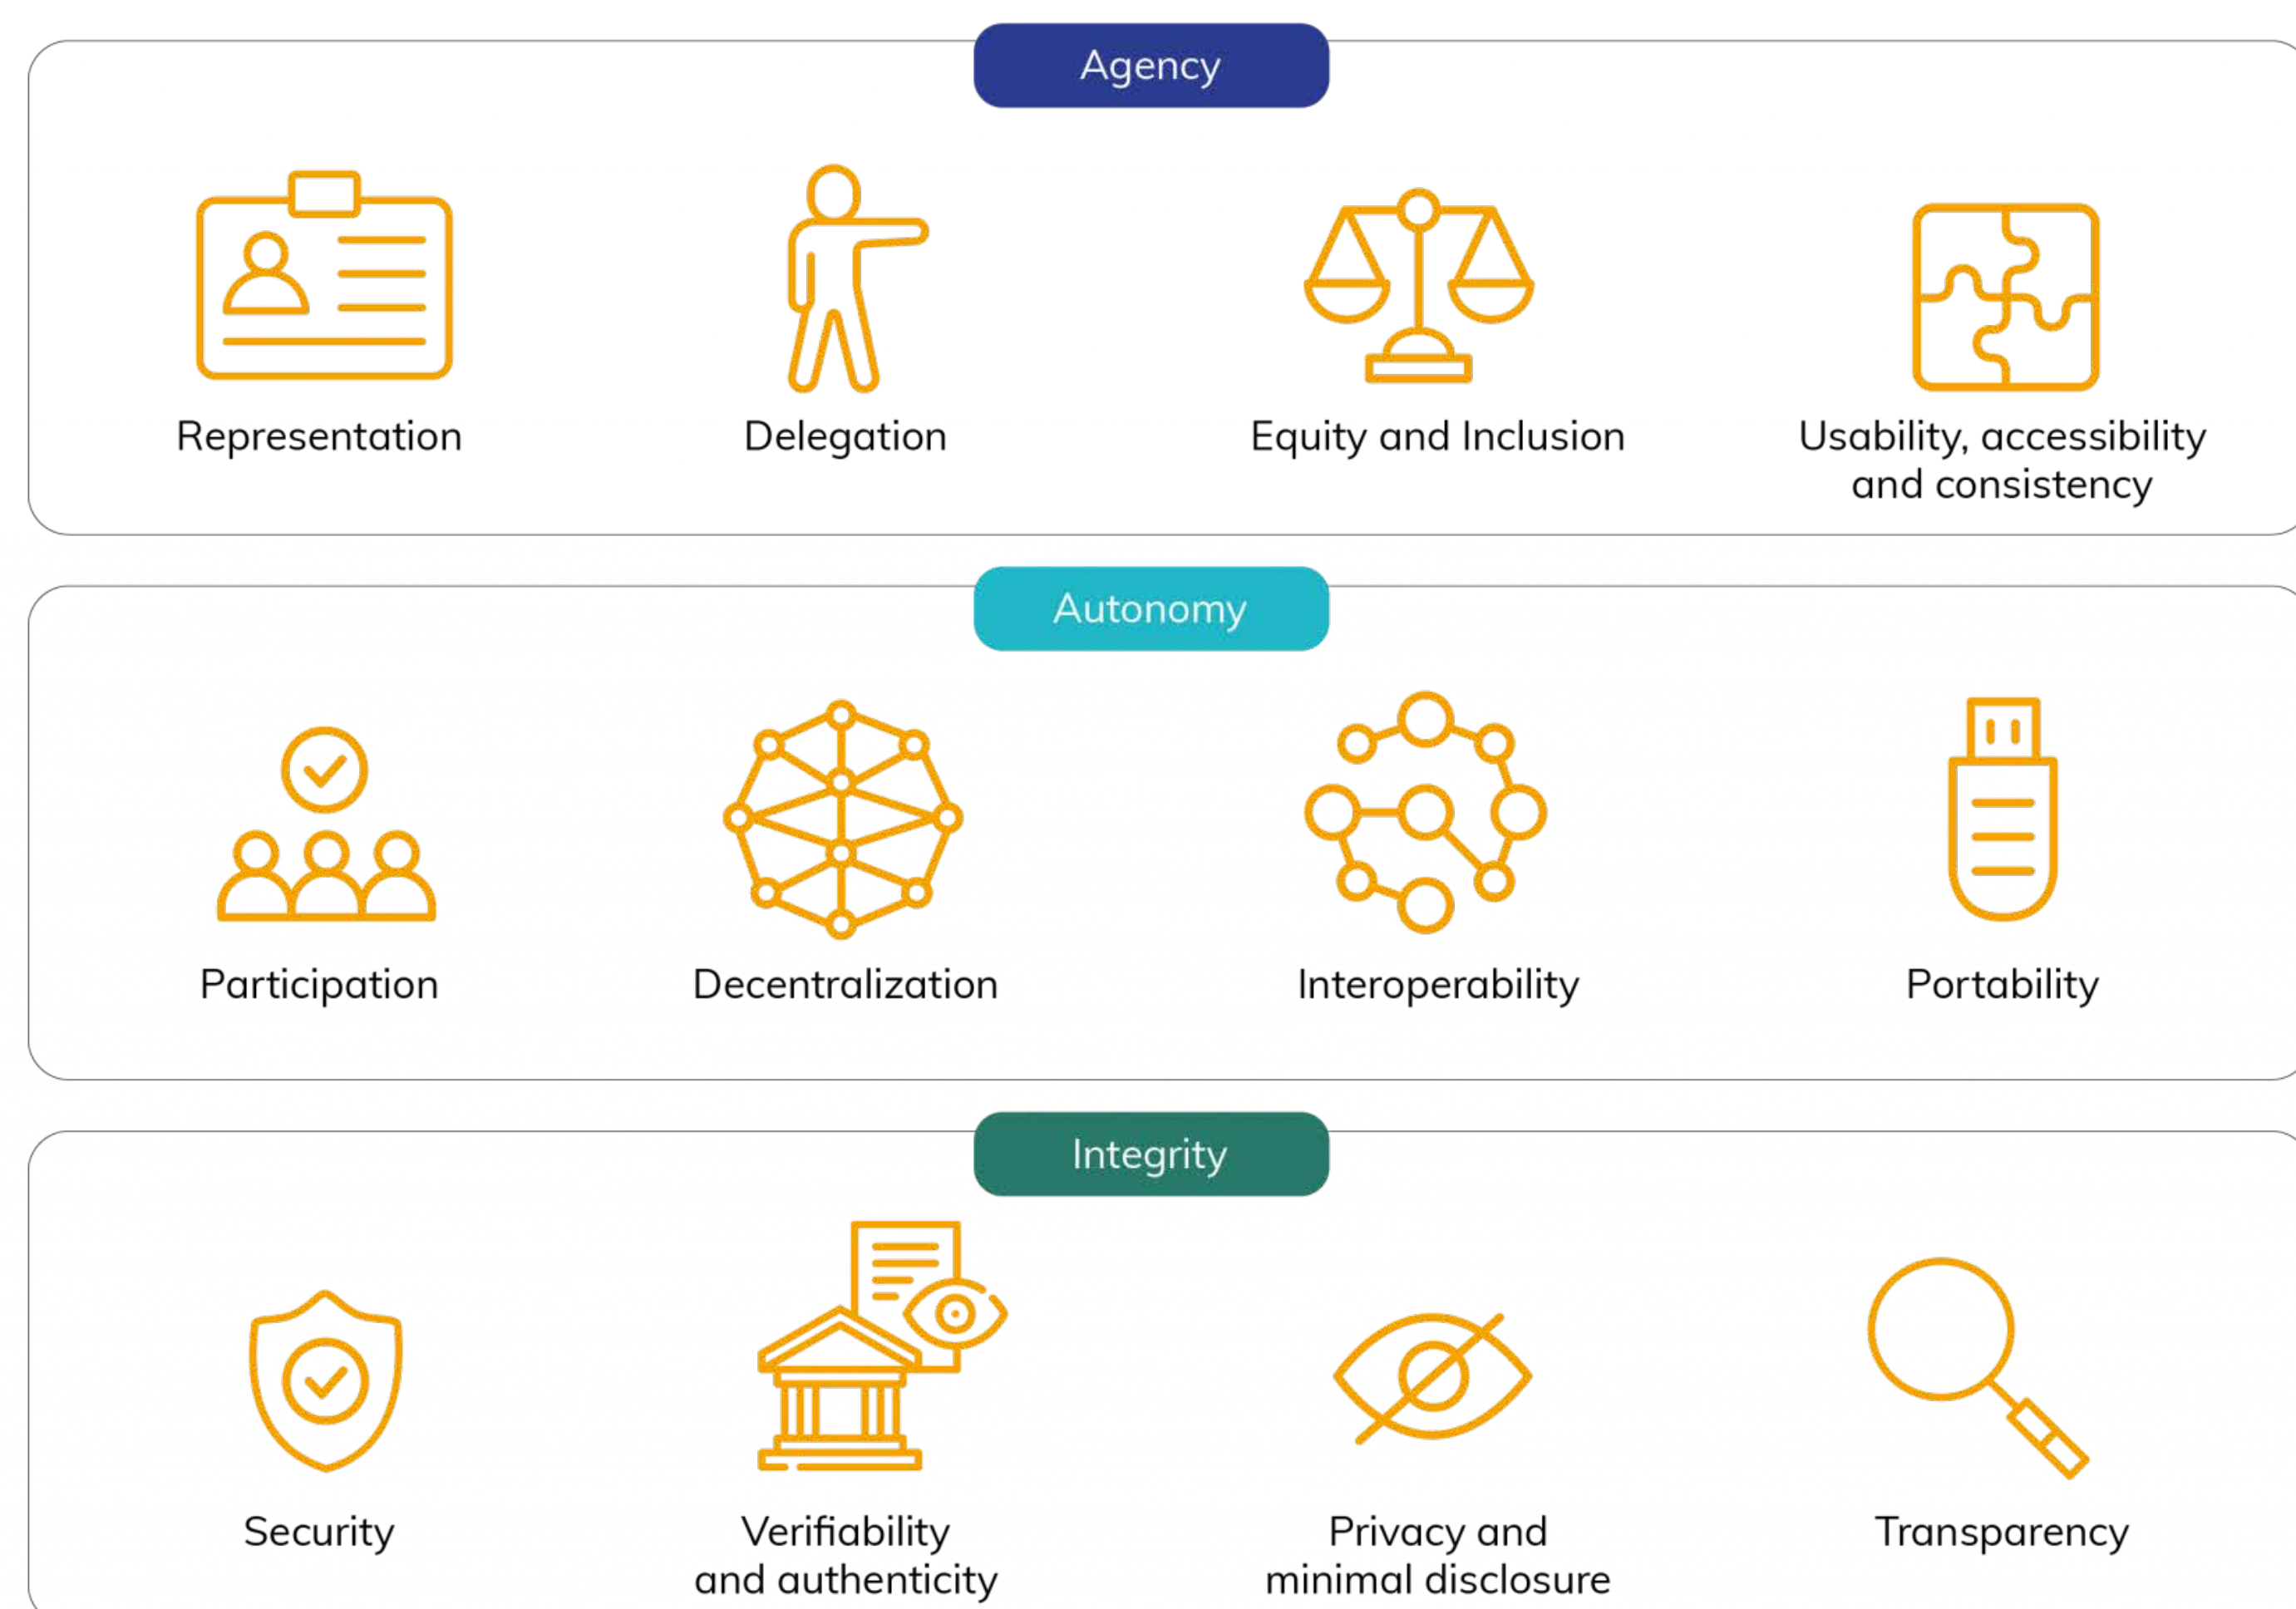 Agency
Representation
Delegation
Equity and Inclusion
Usability, accessibility
and consistency
Autonomy
Participation
Decentralization
Interoperability
Portability
Integrity
Security
Verifiability
and authenticity
Privacy and
minimal disclosure
Transparency